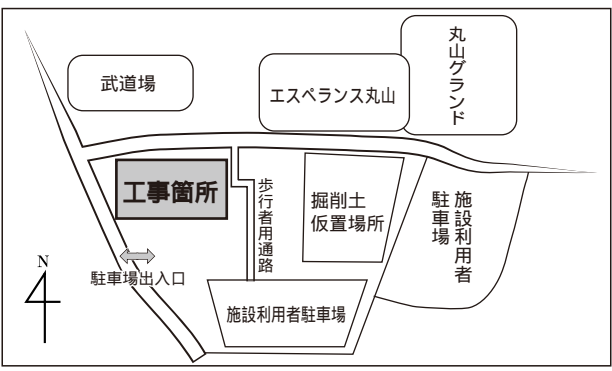 武道場
エスペランス丸山
丸山グランド
工事箇所
歩行者用通路
掘削土
仮置場所
施設利用者
駐車場
駐車場出入口
施設利用者駐車場
N